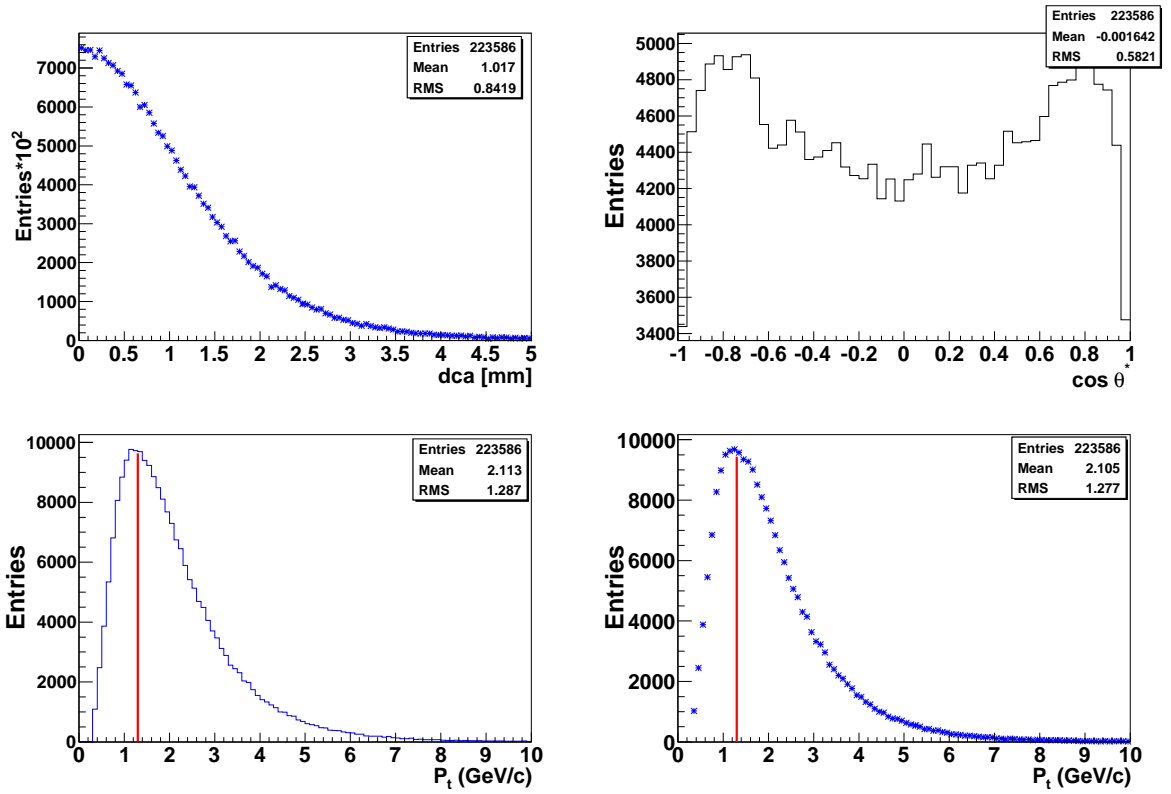 Entries 223586
Mean 1.017
RMS 0.8419
Entries*10^2
7000
6000
5000
4000
3000
2000
1000
0
0 0.5 1 1.5 2 2.5 3 3.5 4 4.5 5
dca [mm]
Entries 223586
Mean -0.001642
RMS 0.5821
Entries
5000
4800
4600
4400
4200
4000
3800
3600
3400
-1 -0.8 -0.6 -0.4 -0.2 0 0.2 0.4 0.6 0.8 1
cos θ*
Entries 223586
Mean 2.113
RMS 1.287
Entries
10000
8000
6000
4000
2000
0
0 1 2 3 4 5 6 7 8 9 10
P_t (GeV/c)
Entries 223586
Mean 2.105
RMS 1.277
Entries
10000
8000
6000
4000
2000
0
0 1 2 3 4 5 6 7 8 9 10
P_t (GeV/c)